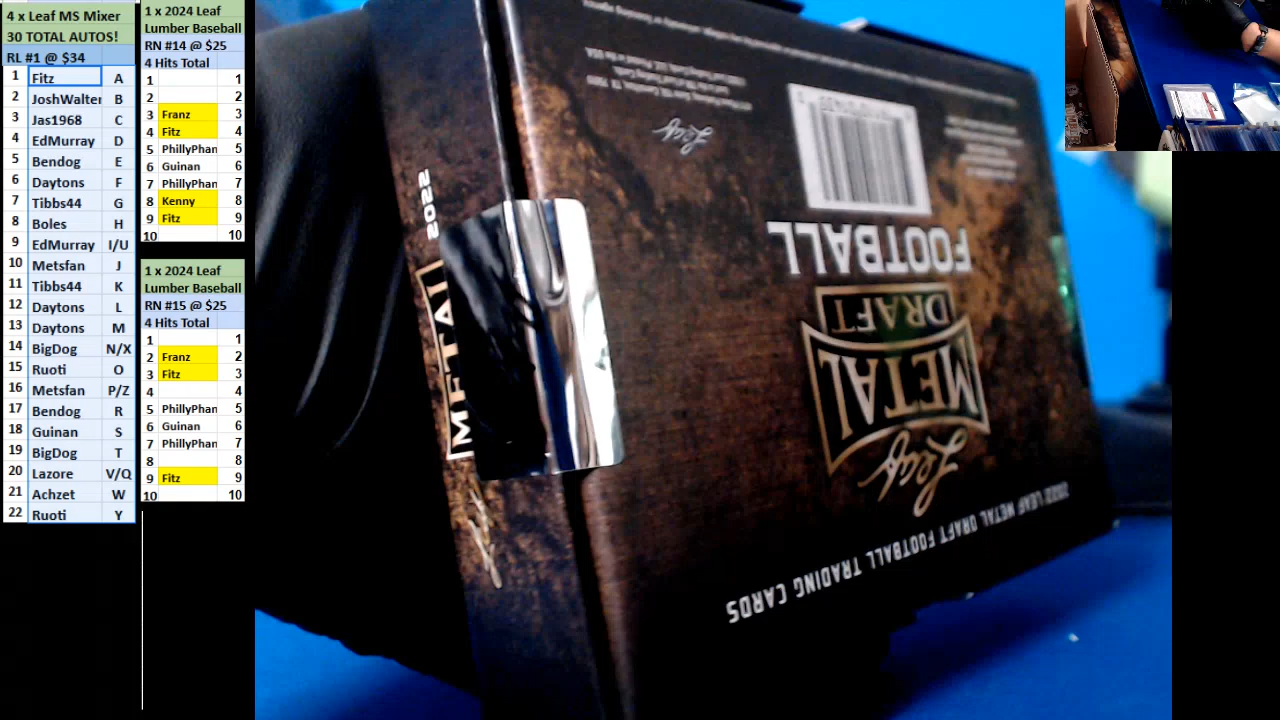 4 x Leaf MS Mixer
30 TOTAL AUTOS!
RL #1 @ $34
1 Fitz A
2 JoshWalter B
3 Jas1968 C
4 EdMurray D
5 Bendog E
6 Daytons F
7 Tibbs44 G
8 Boles H
9 EdMurray I/U
10 Metsfan J
11 Tibbs44 K
12 Daytons L
13 Daytons M
14 BigDog N/X
15 Ruoti O
16 Metsfan P/Z
17 Bendog R
18 Guinan S
19 BigDog T
20 Lazore V/Q
21 Achzet W
22 Ruoti Y
1 x 2024 Leaf
Lumber Baseball
RN #14 @ $25
4 Hits Total
1 1
2 2
3 Franz 3
4 Fitz 4
5 PhillyPhan 5
6 Guinan 6
7 PhillyPhan 7
8 Kenny 8
9 Fitz 9
10 10
1 x 2024 Leaf
Lumber Baseball
RN #15 @ $25
4 Hits Total
1 1
2 Franz 2
3 Fitz 3
4 4
5 PhillyPhan 5
6 Guinan 6
7 PhillyPhan 7
8 8
9 Fitz 9
10 10
2022 LEAF METAL DRAFT FOOTBALL TRADING CARDS
Leaf
METAL
DRAFT
FOOTBALL
Leaf
Leaf
METAL
2022